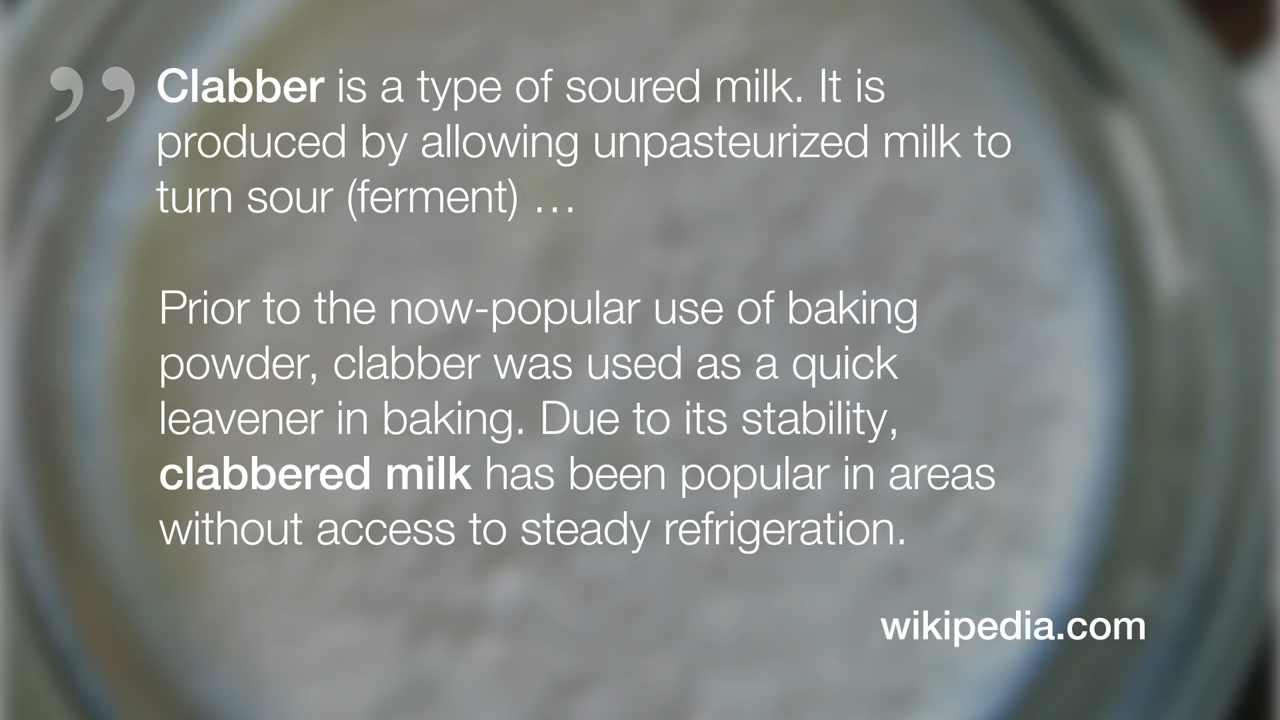 ” Clabber is a type of soured milk. It is
produced by allowing unpasteurized milk to
turn sour (ferment) …
Prior to the now-popular use of baking
powder, clabber was used as a quick
leavener in baking. Due to its stability,
clabbered milk has been popular in areas
without access to steady refrigeration.
wikipedia.com